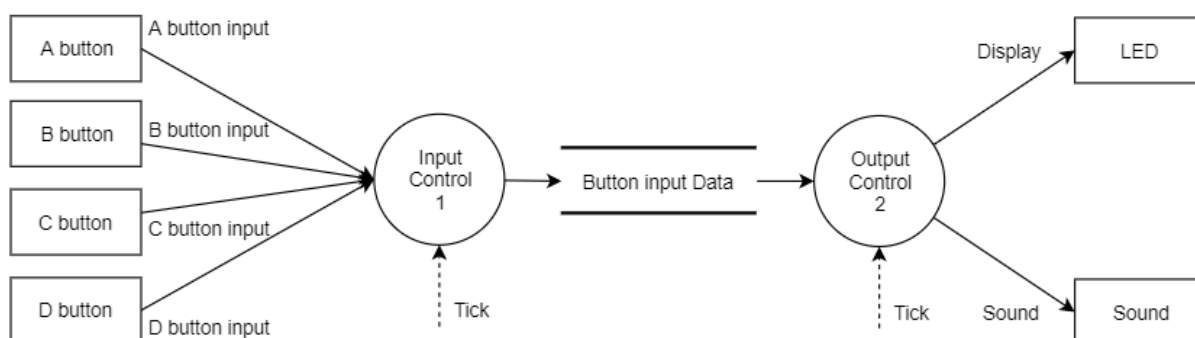 A button
A button input
B button
B button input
C button
C button input
D button
D button input
Input
Control
1
Tick
Button input Data
Output
Control
2
Tick
Display
LED
Sound
Sound